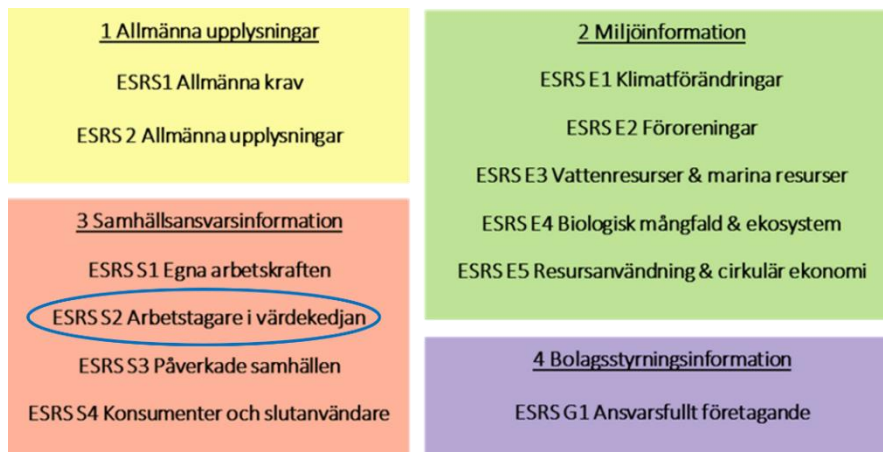 1 Allmänna upplysningar
ESRS1 Allmänna krav
ESRS 2 Allmänna upplysningar
2 Miljöinformation
ESRS E1 Klimatförändringar
ESRS E2 Föroreningar
ESRS E3 Vattenresurser & marina resurser
ESRS E4 Biologisk mångfald & ekosystem
ESRS E5 Resursanvändning & cirkulär ekonomi
3 Samhällsansvarsinformation
ESRS S1 Egna arbetskraften
ESRS S2 Arbetstagare i värdekedjan
ESRS S3 Påverkade samhällen
ESRS S4 Konsumenter och slutanvändare
4 Bolagsstyrningsinformation
ESRS G1 Ansvarsfullt företagande